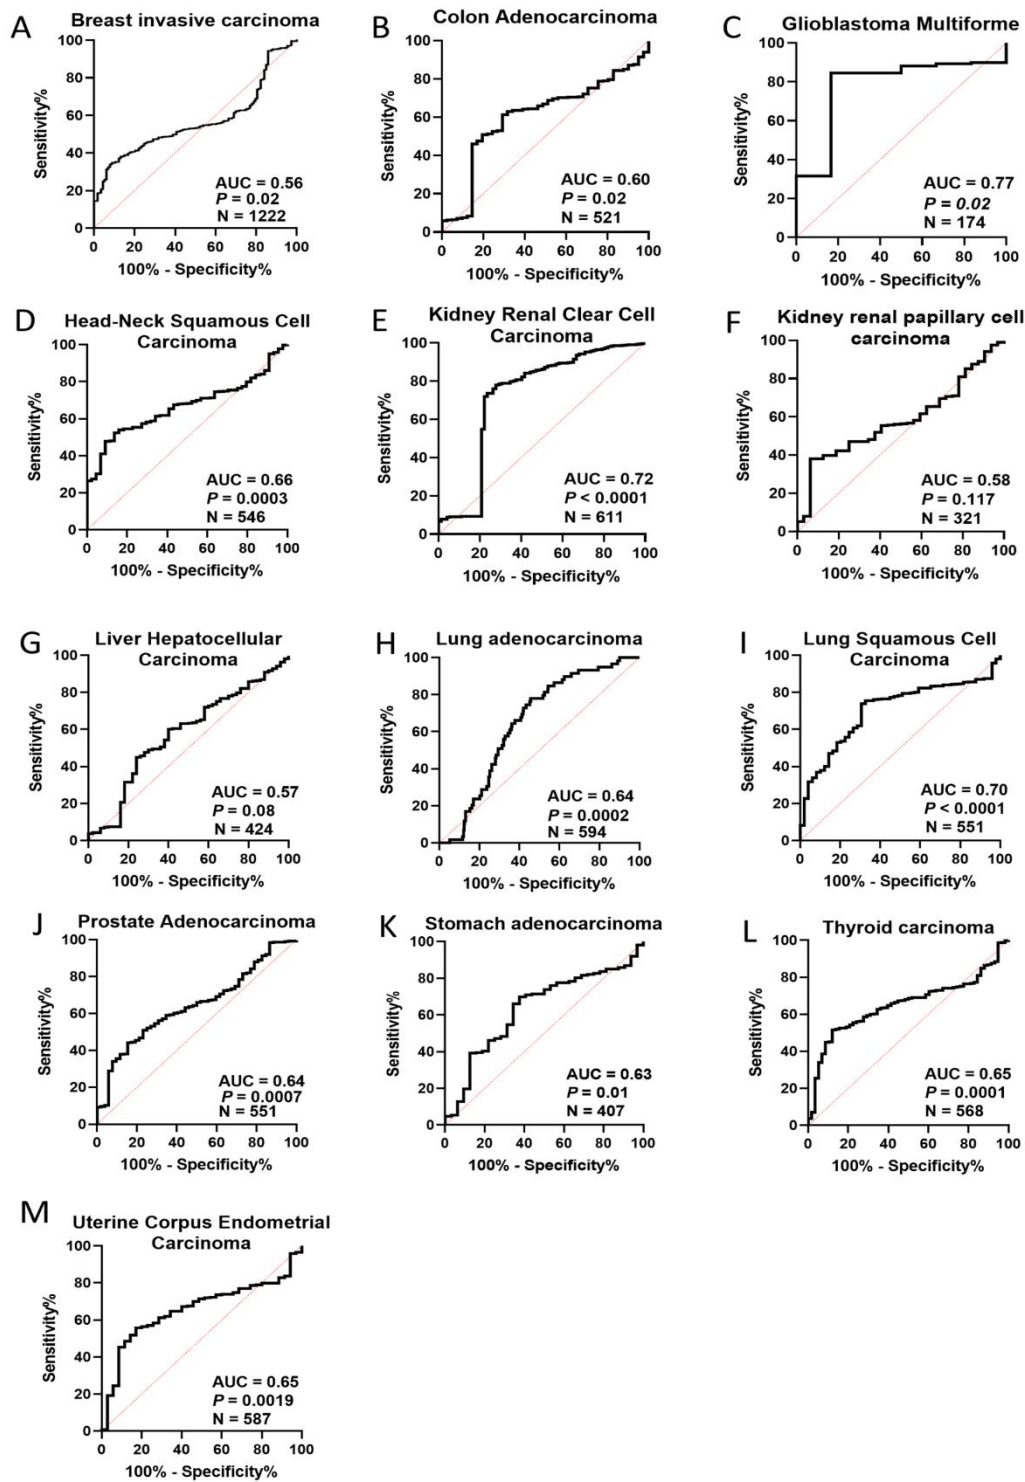 A
Breast invasive carcinoma
Sensitivity%
100
80
60
40
20
0
AUC = 0.56
P = 0.02
N = 1222
0 20 40 60 80 100
100% - Specificity%
B
Colon Adenocarcinoma
Sensitivity%
100
80
60
40
20
0
AUC = 0.60
P = 0.02
N = 521
0 20 40 60 80 100
100% - Specificity%
C
Glioblastoma Multiforme
Sensitivity%
100
80
60
40
20
0
AUC = 0.77
P = 0.02
N = 174
0 20 40 60 80 100
100% - Specificity%
D
Head-Neck Squamous Cell
Carcinoma
Sensitivity%
100
80
60
40
20
0
AUC = 0.66
P = 0.0003
N = 546
0 20 40 60 80 100
100% - Specificity%
E
Kidney Renal Clear Cell
Carcinoma
Sensitivity%
100
80
60
40
20
0
AUC = 0.72
P < 0.0001
N = 611
0 20 40 60 80 100
100% - Specificity%
F
Kidney renal papillary cell
carcinoma
Sensitivity%
100
80
60
40
20
0
AUC = 0.58
P = 0.117
N = 321
0 20 40 60 80 100
100% - Specificity%
G
Liver Hepatocellular
Carcinoma
Sensitivity%
100
80
60
40
20
0
AUC = 0.57
P = 0.08
N = 424
0 20 40 60 80 100
100% - Specificity%
H
Lung adenocarcinoma
Sensitivity%
100
80
60
40
20
0
AUC = 0.64
P = 0.0002
N = 594
0 20 40 60 80 100
100% - Specificity%
I
Lung Squamous Cell
Carcinoma
Sensitivity%
100
80
60
40
20
0
AUC = 0.70
P < 0.0001
N = 551
0 20 40 60 80 100
100% - Specificity%
J
Prostate Adenocarcinoma
Sensitivity%
100
80
60
40
20
0
AUC = 0.64
P = 0.0007
N = 551
0 20 40 60 80 100
100% - Specificity%
K
Stomach adenocarcinoma
Sensitivity%
100
80
60
40
20
0
AUC = 0.63
P = 0.01
N = 407
0 20 40 60 80 100
100% - Specificity%
L
Thyroid carcinoma
Sensitivity%
100
80
60
40
20
0
AUC = 0.65
P = 0.0001
N = 568
0 20 40 60 80 100
100% - Specificity%
M
Uterine Corpus Endometrial
Carcinoma
Sensitivity%
100
80
60
40
20
0
AUC = 0.65
P = 0.0019
N = 587
0 20 40 60 80 100
100% - Specificity%